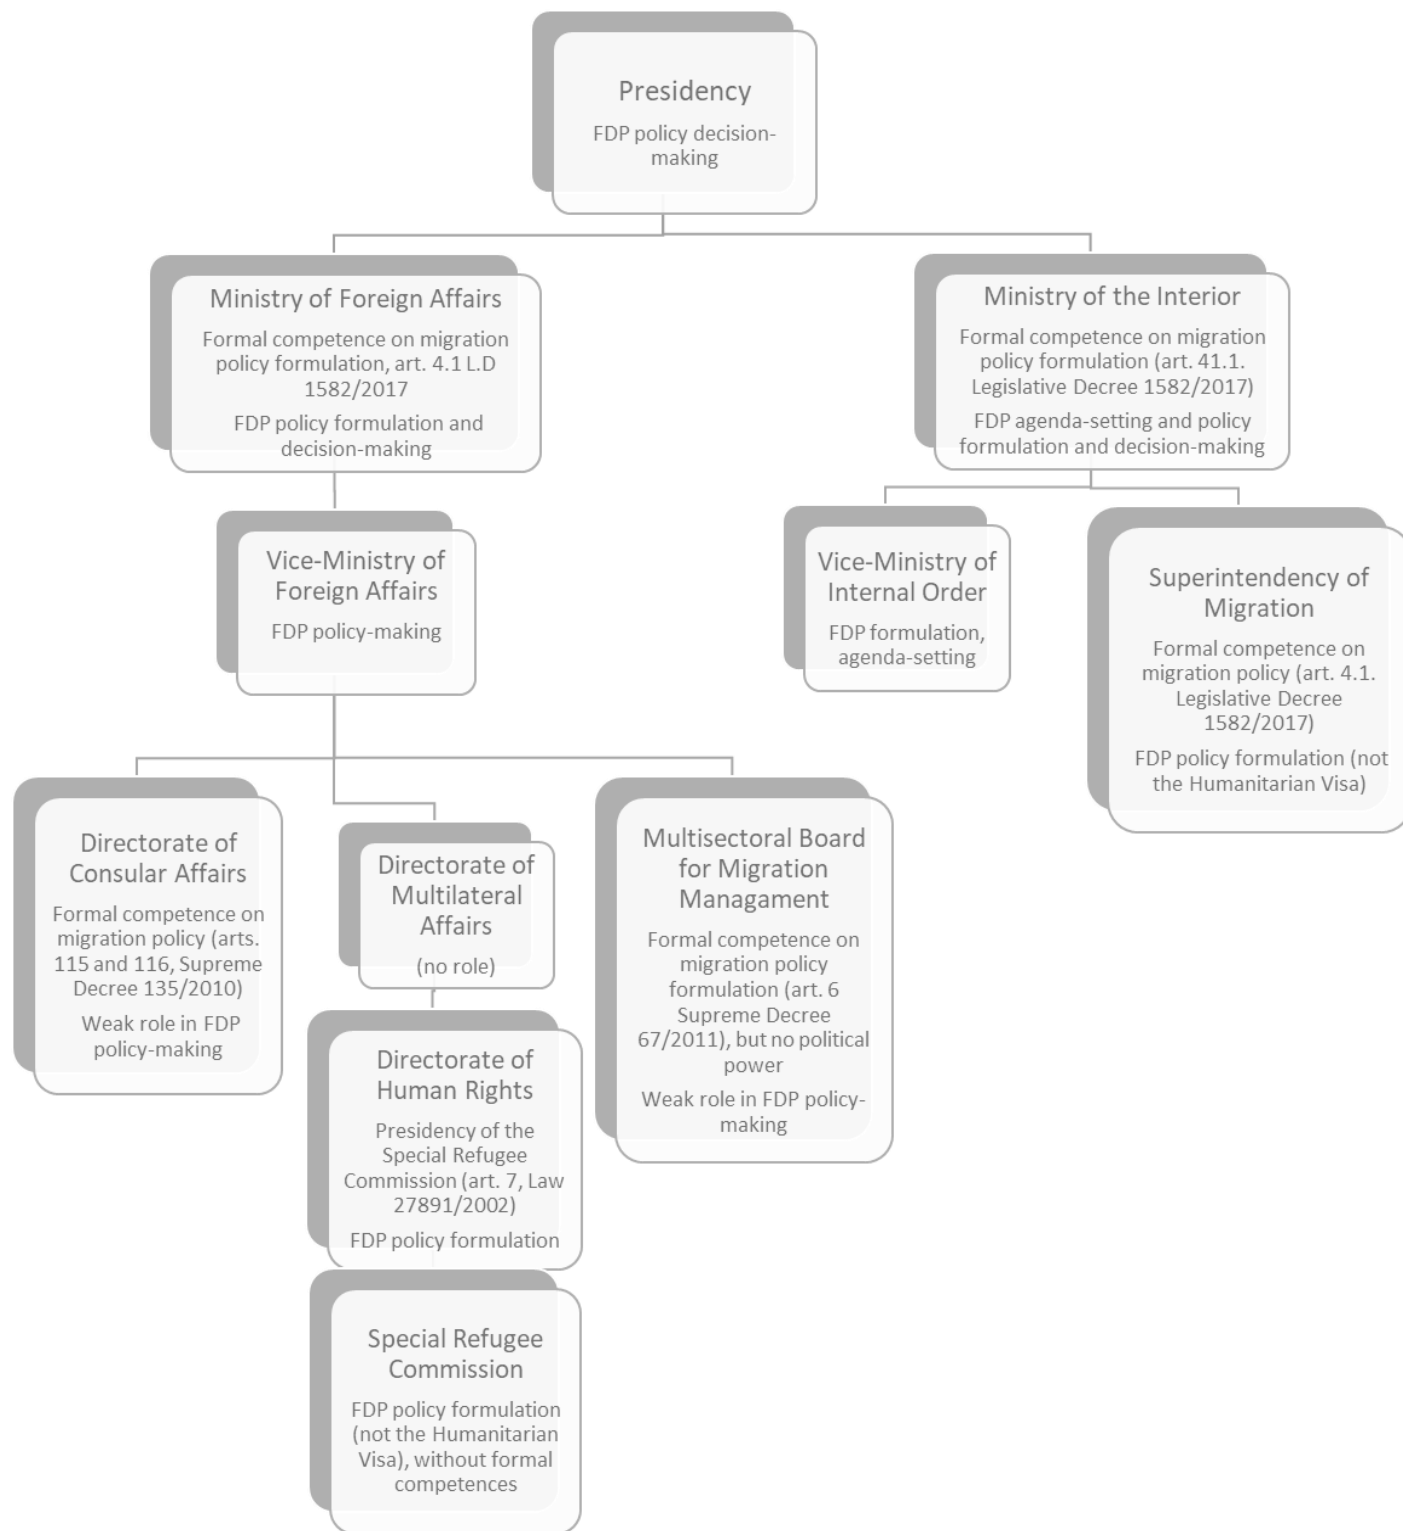 Presidency
FDP policy decision-
making
Ministry of Foreign Affairs
Formal competence on migration
policy formulation, art. 4.1 L.D
1582/2017
FDP policy formulation and
decision-making
Ministry of the Interior
Formal competence on migration
policy formulation (art. 41.1.
Legislative Decree 1582/2017)
FDP agenda-setting and policy
formulation and decision-making
Vice-Ministry of
Foreign Affairs
FDP policy-making
Vice-Ministry of
Internal Order
FDP formulation,
agenda-setting
Superintendency of
Migration
Formal competence on
migration policy (art. 4.1.
Legislative Decree
1582/2017)
FDP policy formulation (not
the Humanitarian Visa)
Directorate of
Consular Affairs
Formal competence on
migration policy (arts.
115 and 116, Supreme
Decree 135/2010)
Weak role in FDP
policy-making
Directorate of
Multilateral
Affairs
(no role)
Multisectoral Board
for Migration
Managament
Formal competence on
migration policy
formulation (art. 6
Supreme Decree
67/2011), but no political
power
Weak role in FDP policy-
making
Directorate of
Human Rights
Presidency of the
Special Refugee
Commission (art. 7, Law
27891/2002)
FDP policy formulation
Special Refugee
Commission
FDP policy formulation
(not the Humanitarian
Visa), without formal
competences